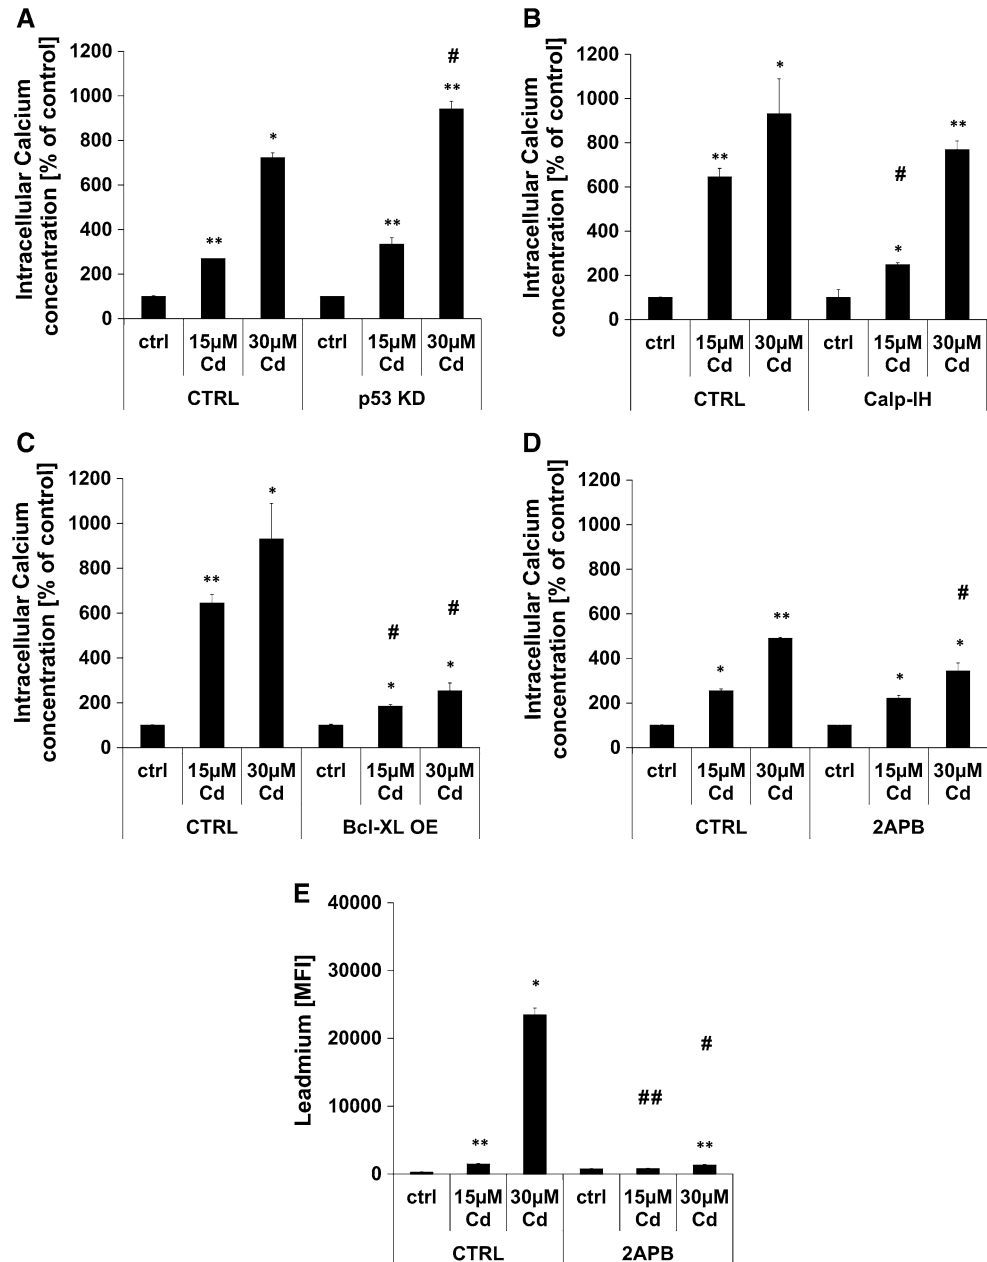 A
Intracellular Calcium
concentration [% of control]
1200
1000
800
600
400
200
0
** * ** ** #
ctrl 15µM 30µM ctrl 15µM 30µM
Cd Cd Cd Cd
CTRL p53 KD
B
Intracellular Calcium
concentration [% of control]
1200
1000
800
600
400
200
0
** * # * **
ctrl 15µM 30µM ctrl 15µM 30µM
Cd Cd Cd Cd
CTRL Calp-IH
C
Intracellular Calcium
concentration [% of control]
1200
1000
800
600
400
200
0
** * # * # *
ctrl 15µM 30µM ctrl 15µM 30µM
Cd Cd Cd Cd
CTRL Bcl-XL OE
D
Intracellular Calcium
concentration [% of control]
1200
1000
800
600
400
200
0
* ** * # *
ctrl 15µM 30µM ctrl 15µM 30µM
Cd Cd Cd Cd
CTRL 2APB
E
Leadmium [MFI]
40000
30000
20000
10000
0
** * ## # **
ctrl 15µM 30µM ctrl 15µM 30µM
Cd Cd Cd Cd
CTRL 2APB